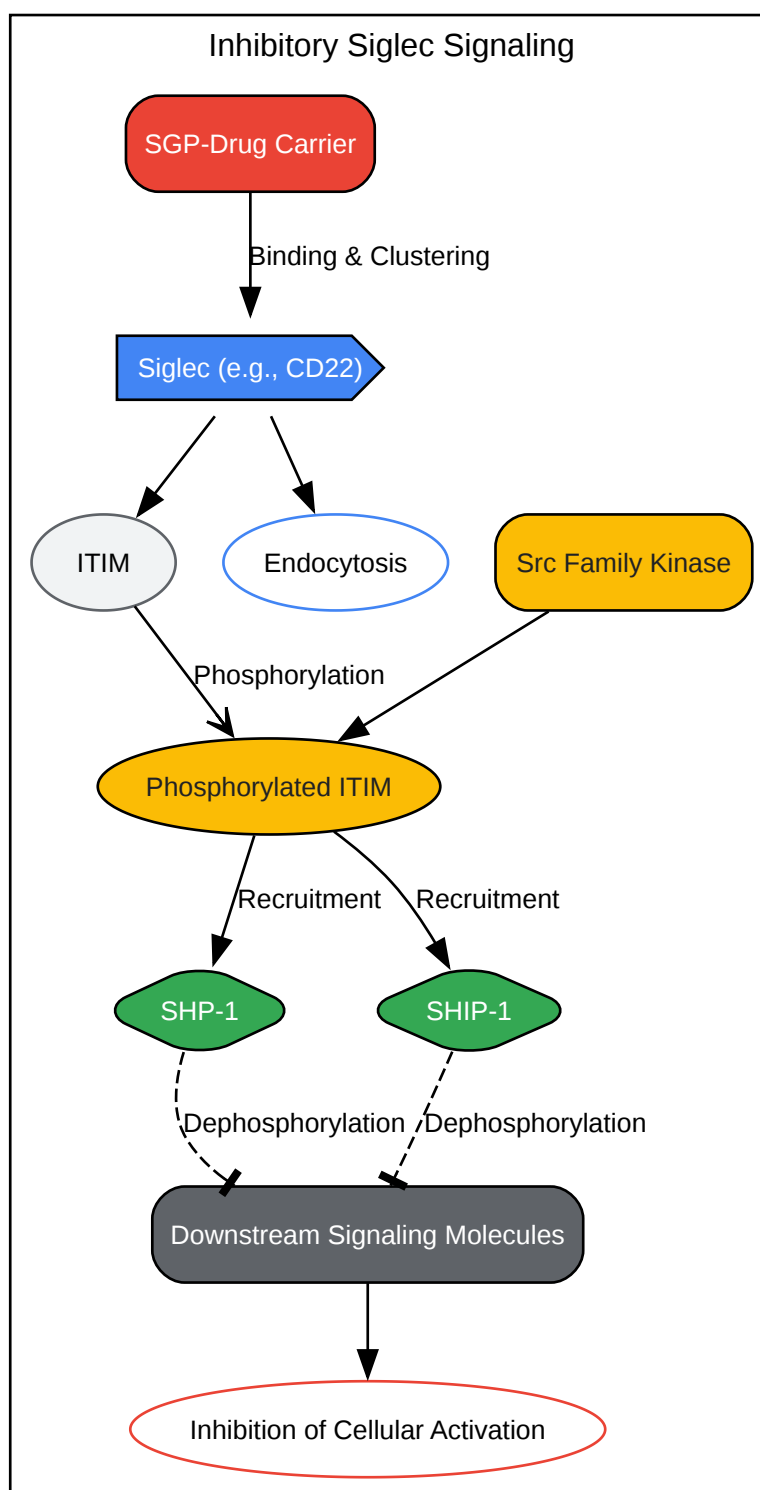 Inhibitory Siglec Signaling
SGP-Drug Carrier
Binding & Clustering
Siglec (e.g., CD22)
ITIM
Endocytosis
Src Family Kinase
Phosphorylation
Phosphorylated ITIM
Recruitment
Recruitment
SHP-1
SHIP-1
Dephosphorylation
Dephosphorylation
Downstream Signaling Molecules
Inhibition of Cellular Activation